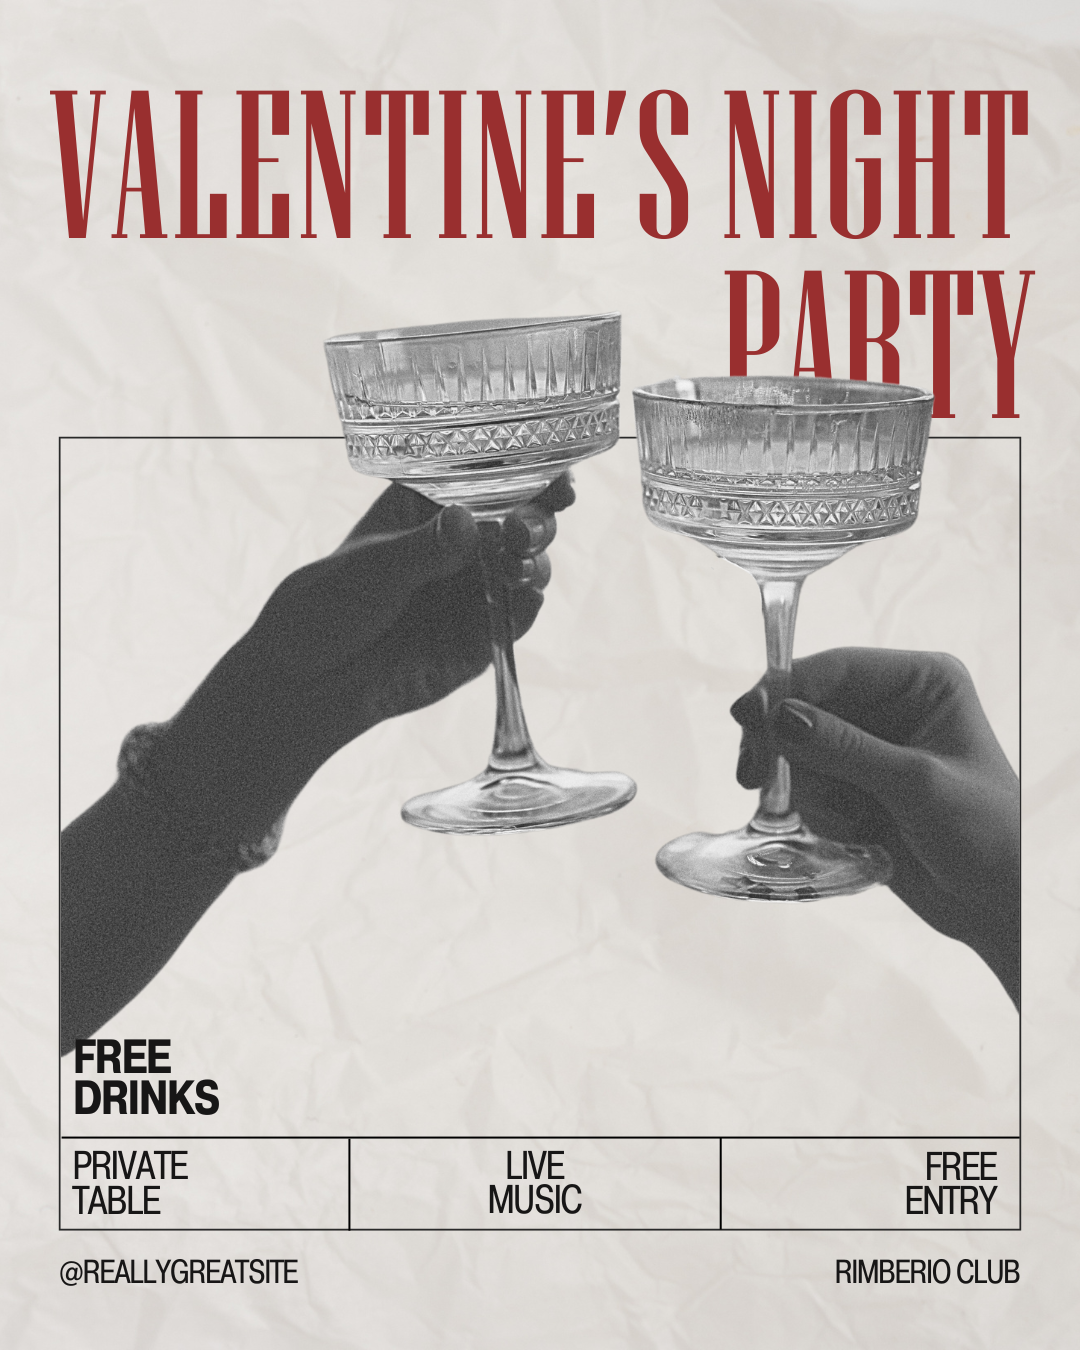 VALENTINE'S NIGHT
PARTY
FREE
DRINKS
PRIVATE
TABLE
LIVE
MUSIC
FREE
ENTRY
@REALLYGREATSITE
RIMBERIO CLUB